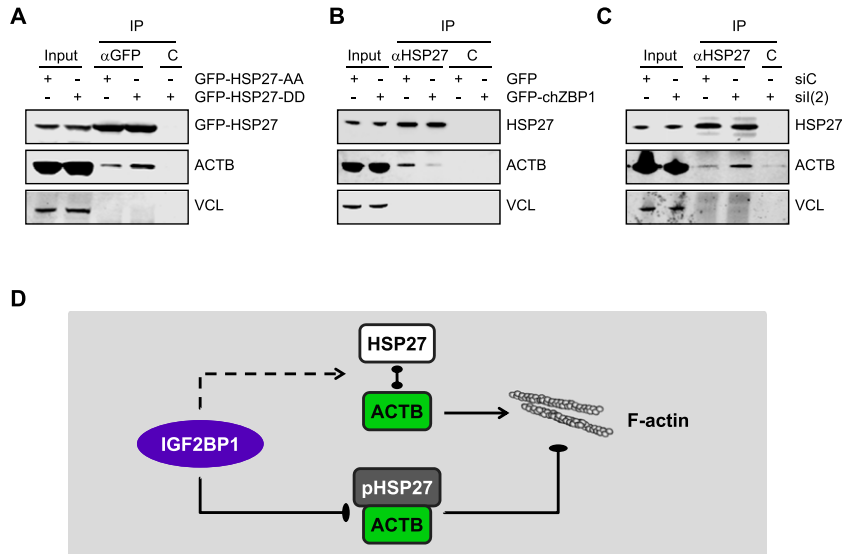 A
IP
Input αGFP C
+ - + - -  GFP-HSP27-AA
- + - + +  GFP-HSP27-DD
GFP-HSP27
ACTB
VCL
B
IP
Input αHSP27 C
+ - + - + -  GFP
- + - + - +  GFP-chZBP1
HSP27
ACTB
VCL
C
IP
Input αHSP27 C
+ - + - -  siC
- + - + +  siI(2)
HSP27
ACTB
VCL
D
HSP27
ACTB
F-actin
IGF2BP1
pHSP27
ACTB